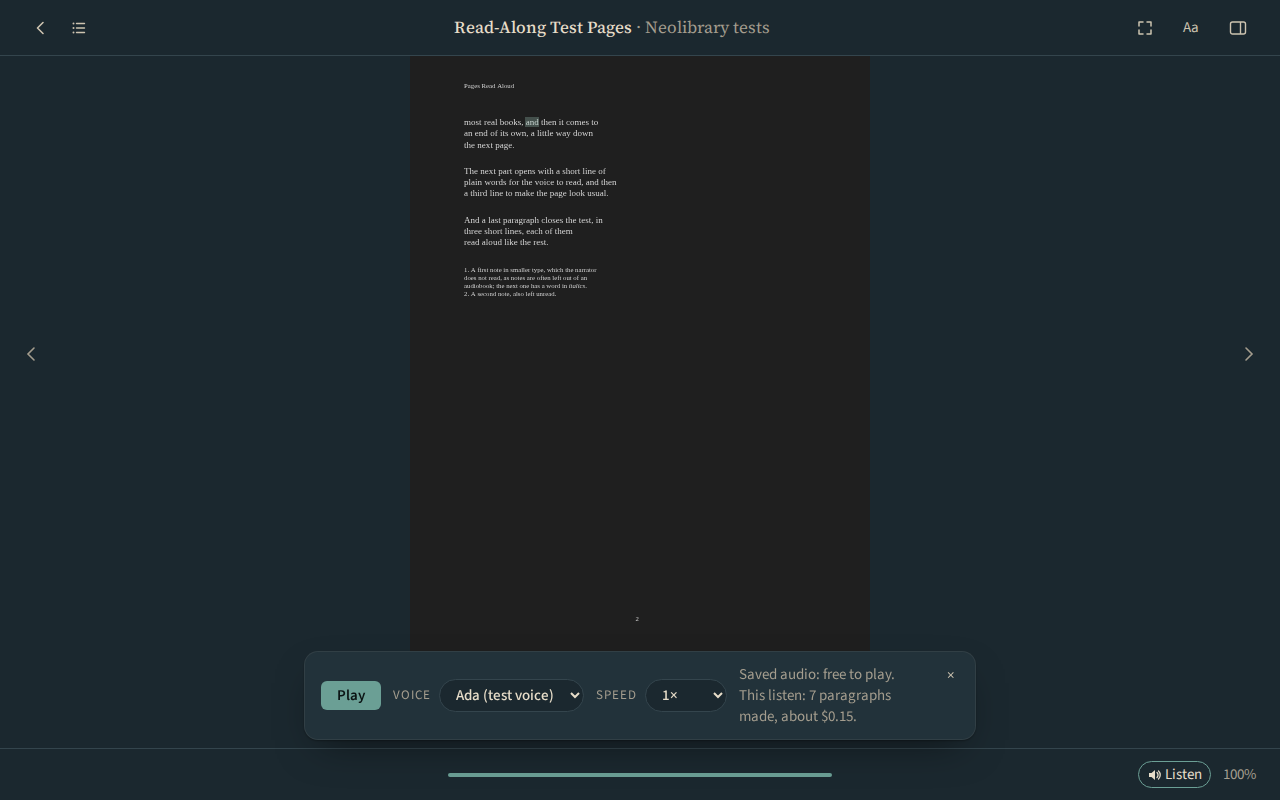 Read-Along Test Pages · Neolibrary tests
Aa
Pages Read Aloud
most real books, and then it comes to
an end of its own, a little way down
the next page.
The next part opens with a short line of
plain words for the voice to read, and then
a third line to make the page look usual.
And a last paragraph closes the test, in
three short lines, each of them
read aloud like the rest.
1. A first note in smaller type, which the narrator
does not read, as notes are often left out of an
audiobook; the next one has a word in italics.
2. A second note, also left unread.
2
Play
VOICE
Ada (test voice)
SPEED
1×
Saved audio: free to play.
This listen: 7 paragraphs
made, about $0.15.
×
Listen
100%